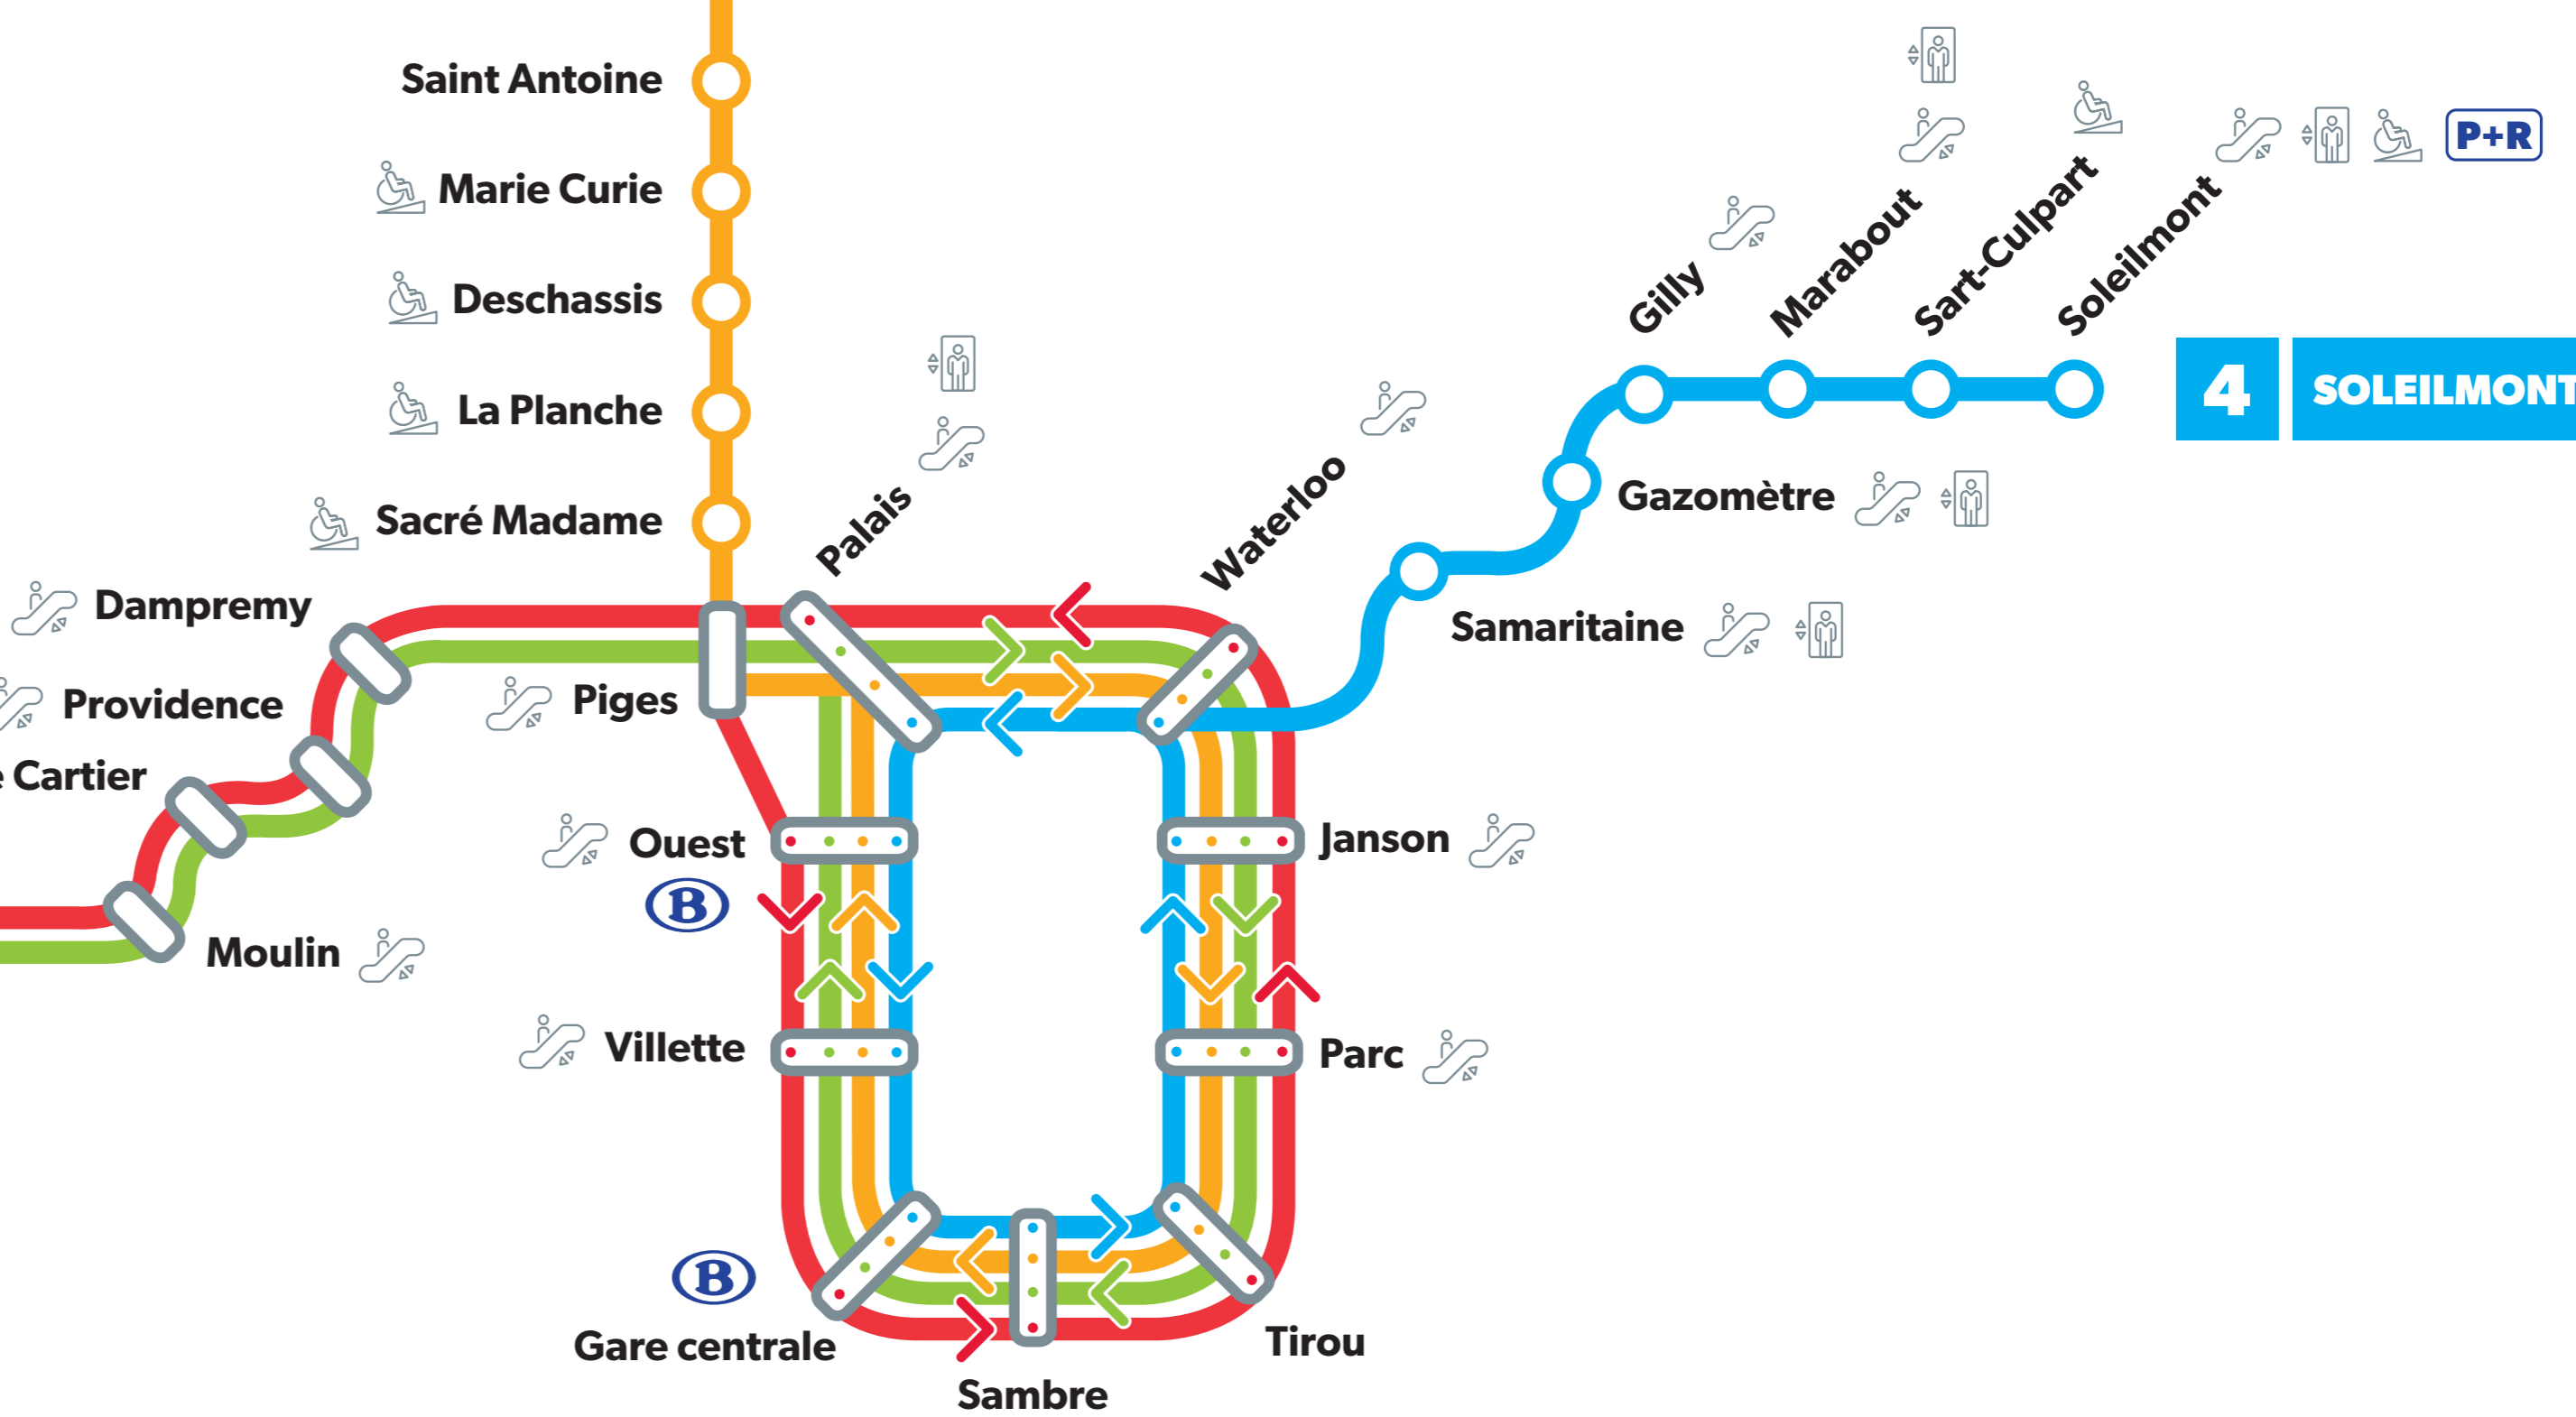 Saint Antoine
Marie Curie
Deschassis
La Planche
Sacré Madame
Dampremy
Providence
Cartier
Moulin
Piges
Palais
Waterloo
Gilly
Marabout
Sart-Culpart
Soleilmont
P+R
4 SOLEILMONT
Gazomètre
Samaritaine
Ouest
B
Janson
Villette
Parc
B
Gare centrale
Sambre
Tirou